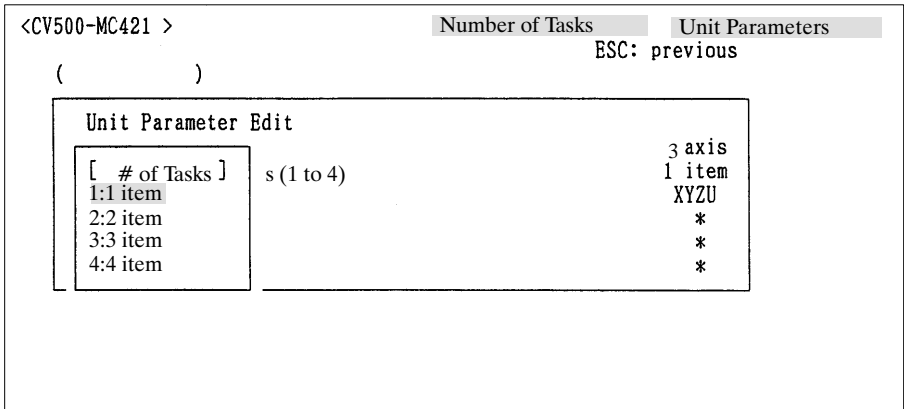 <CV500-MC421 > Number of Tasks Unit Parameters
ESC: previous
( )
Unit Parameter Edit
3 axis
[ # of Tasks ] s (1 to 4) 1 item
1:1 item XYZU
2:2 item *
3:3 item *
4:4 item *